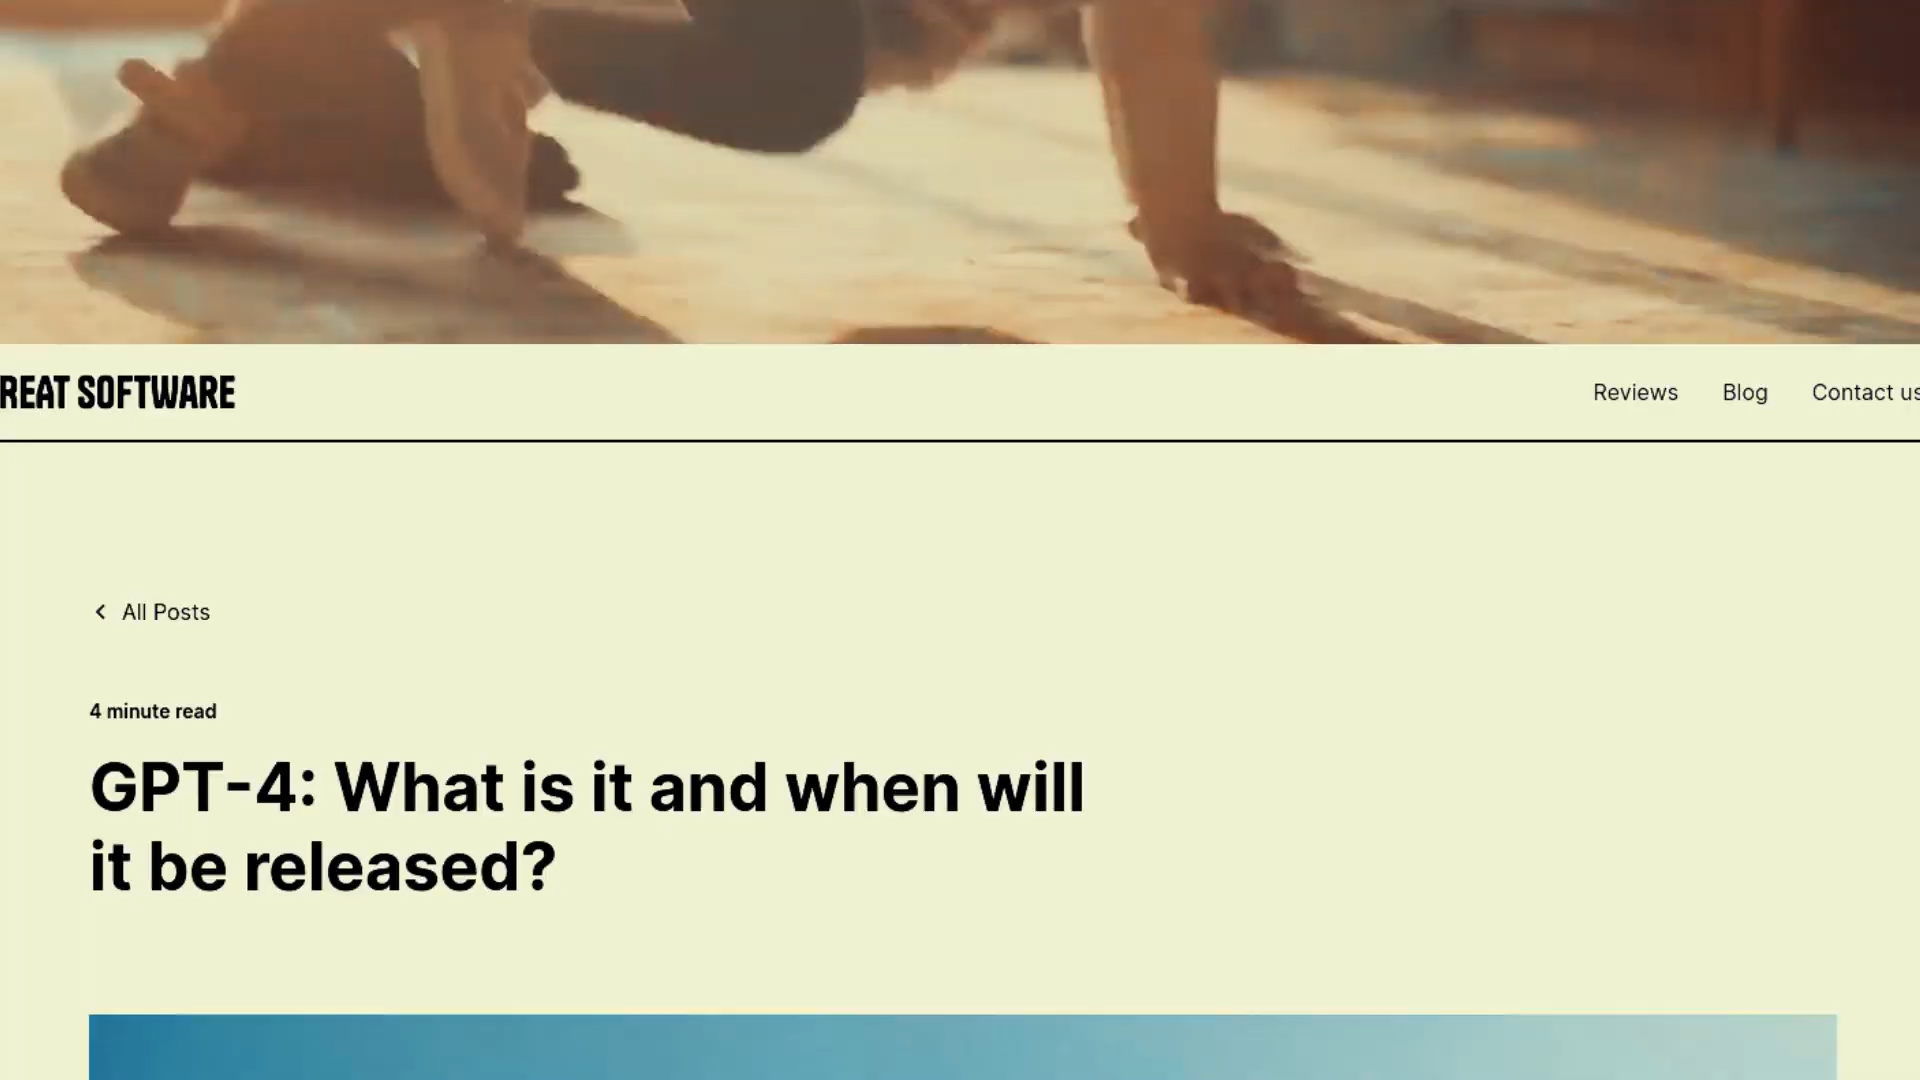 REAT SOFTWARE
Reviews Blog Contact us
All Posts
4 minute read
GPT-4: What is it and when will
it be released?